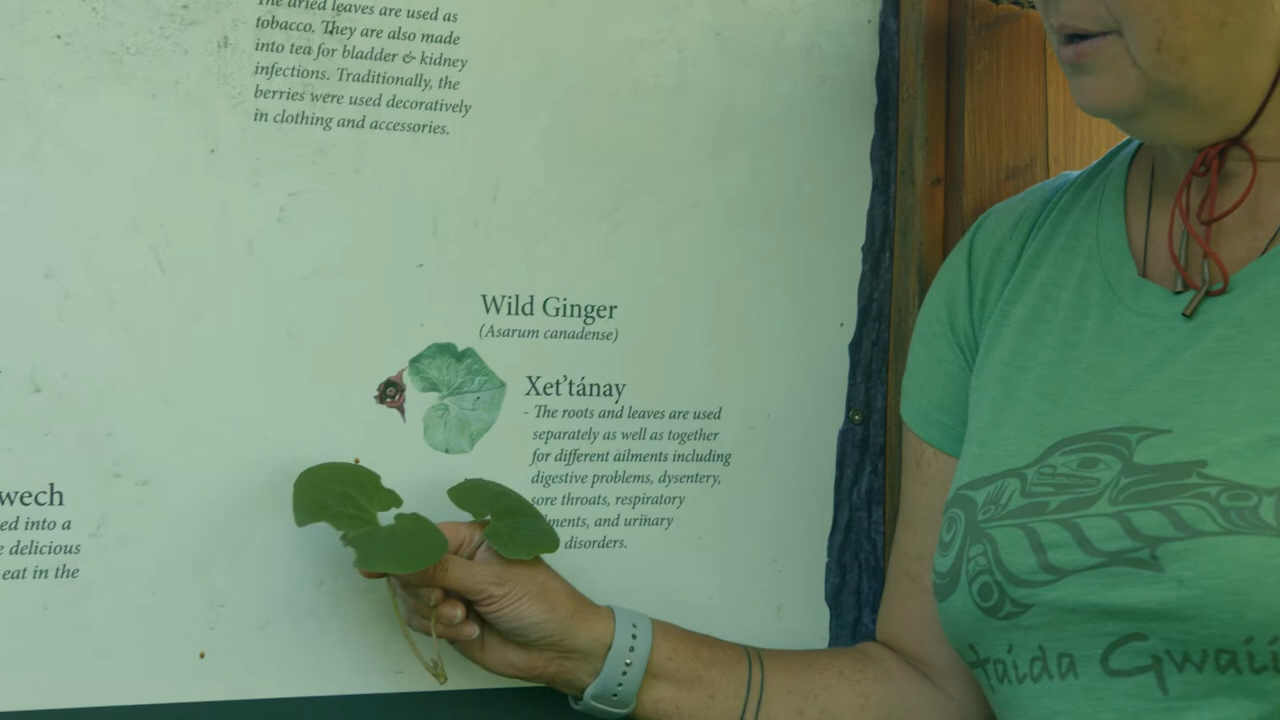 The dried leaves are used as
tobacco. They are also made
into tea for bladder & kidney
infections. Traditionally, the
berries were used decoratively
in clothing and accessories.
Wild Ginger
(Asarum canadense)
Xet'tánay
- The roots and leaves are used
separately as well as together
for different ailments including
digestive problems, dysentery,
sore throats, respiratory
lments, and urinary
disorders.
wech
ed into a
e delicious
eat in the
Haida Gwaii